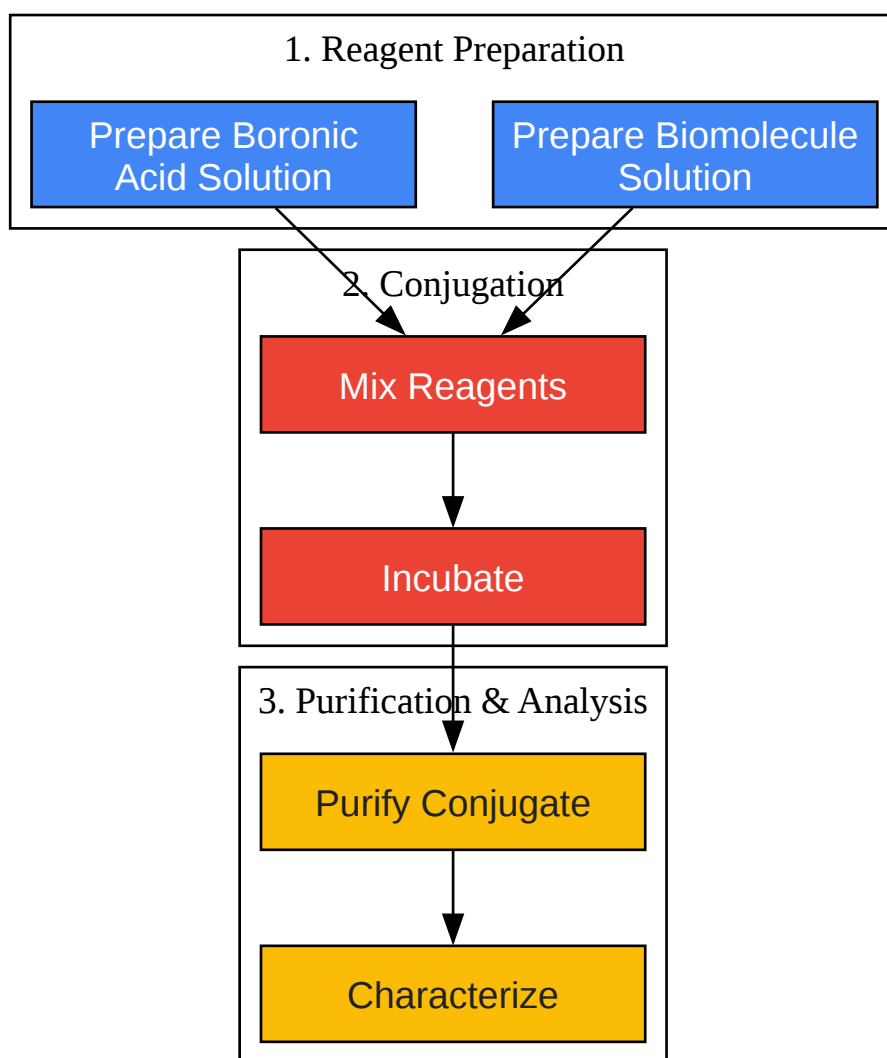 1. Reagent Preparation
Prepare Boronic
Acid Solution
Prepare Biomolecule
Solution
2. Conjugation
Mix Reagents
Incubate
3. Purification & Analysis
Purify Conjugate
Characterize